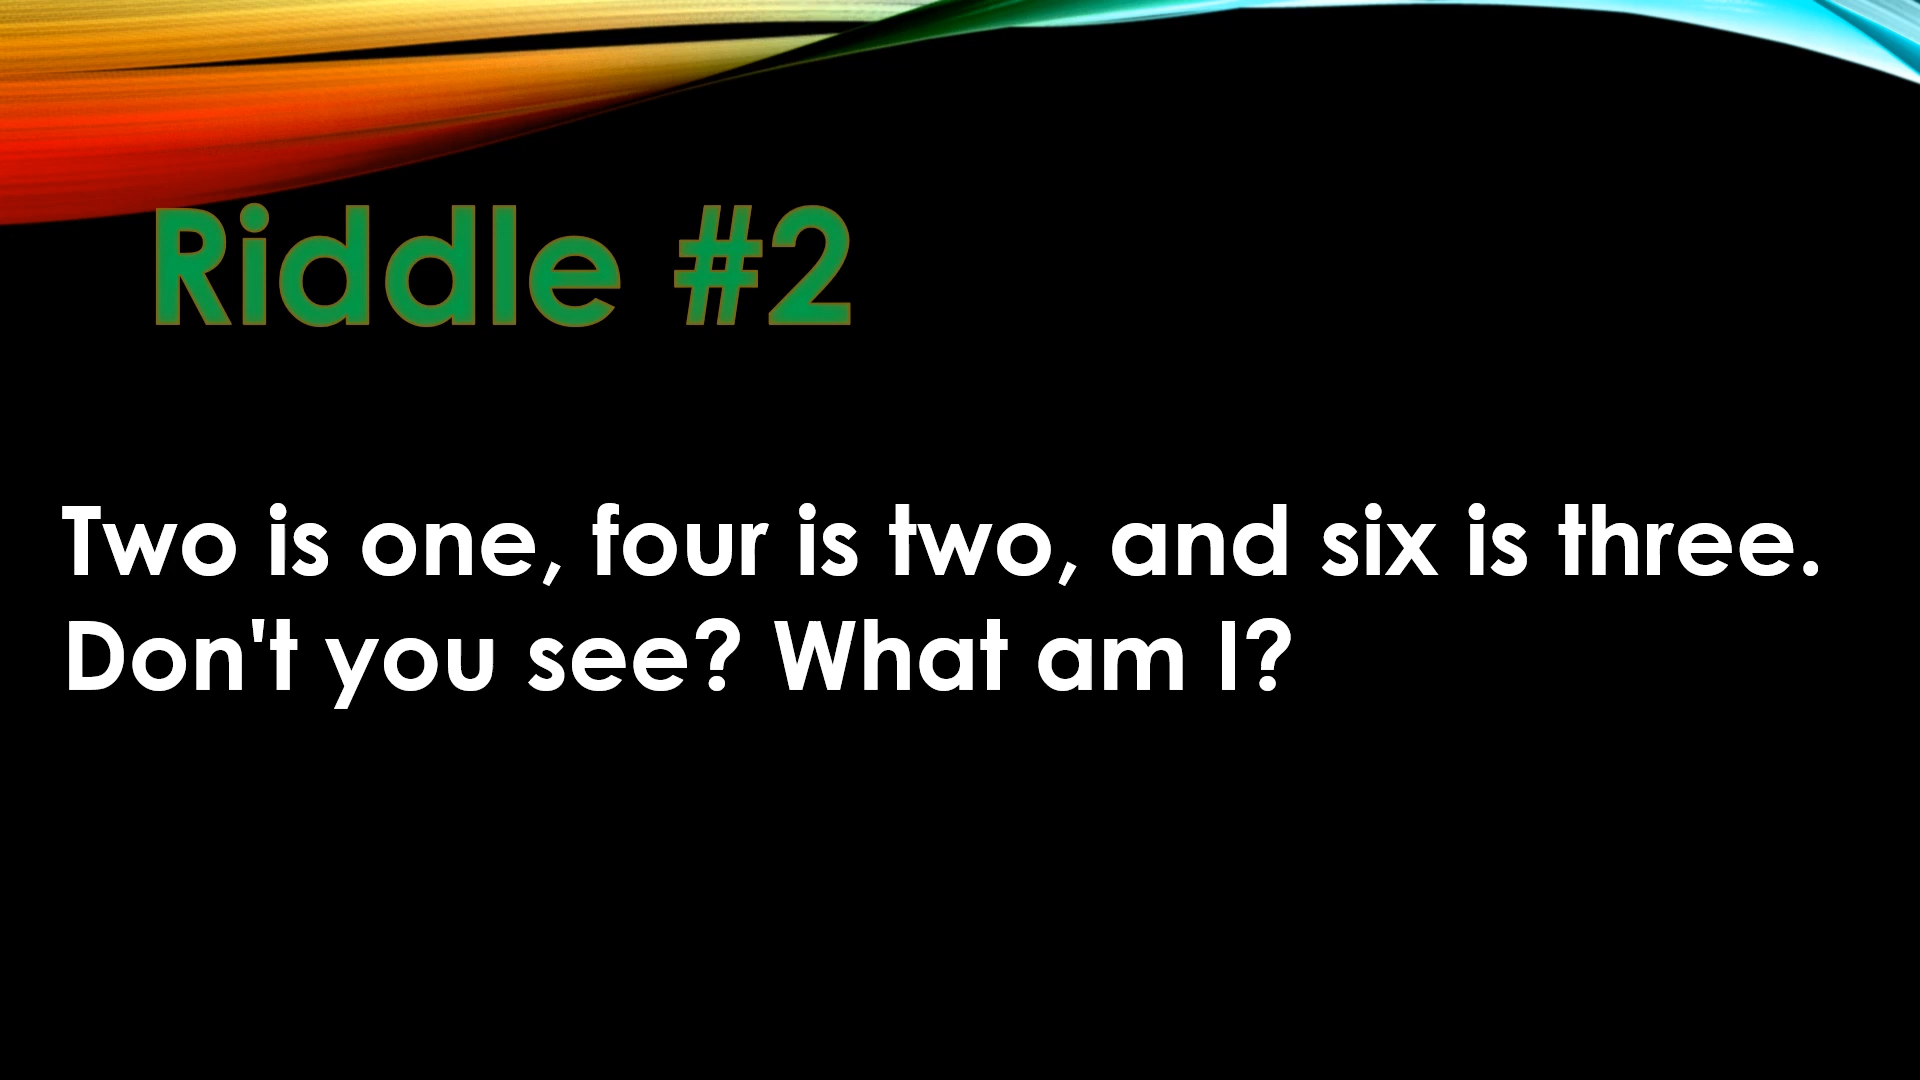 Riddle #2
Two is one, four is two, and six is three.
Don't you see? What am I?